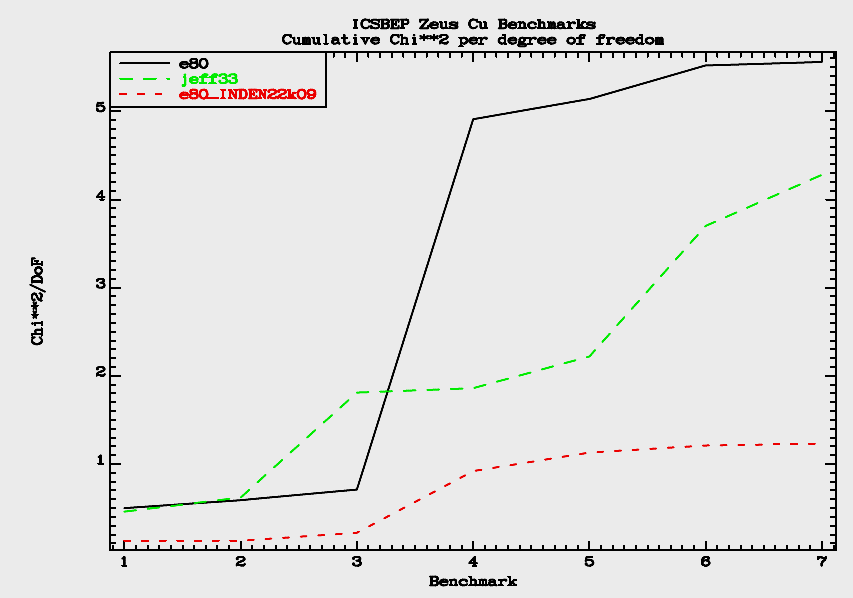 ICSBEP Zeus Cu Benchmarks
Cumulative Chi**2 per degree of freedom
e80
jeff33
e80_INDEN22k09
5
4
3
2
1
Chi**2/DoF
1 2 3 4 5 6 7
Benchmark